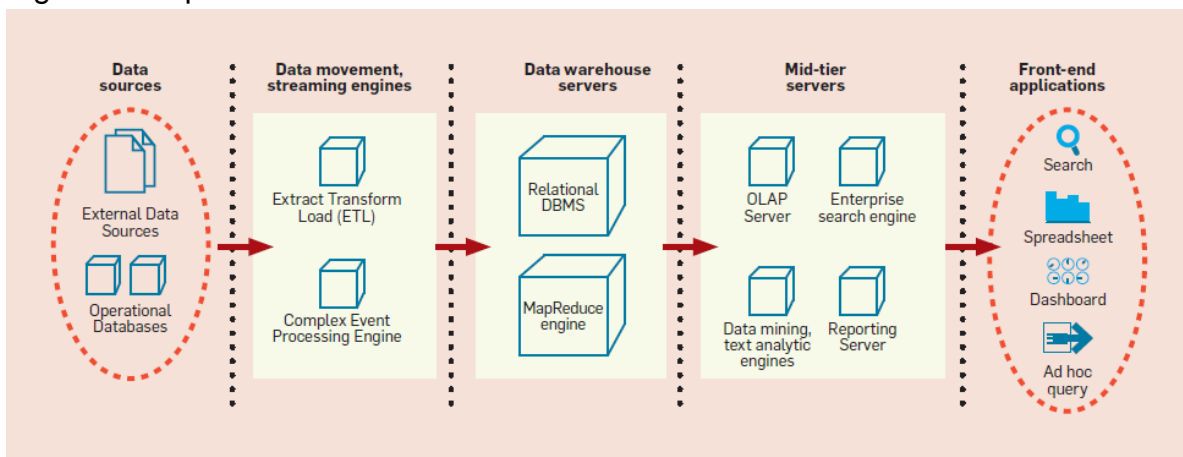 Data
sources
Data movement,
streaming engines
Data warehouse
servers
Mid-tier
servers
Front-end
applications
External Data
Sources
Operational
Databases
Extract Transform
Load (ETL)
Complex Event
Processing Engine
Relational
DBMS
MapReduce
engine
OLAP
Server
Enterprise
search engine
Data mining,
text analytic
engines
Reporting
Server
Search
Spreadsheet
Dashboard
Ad hoc
query